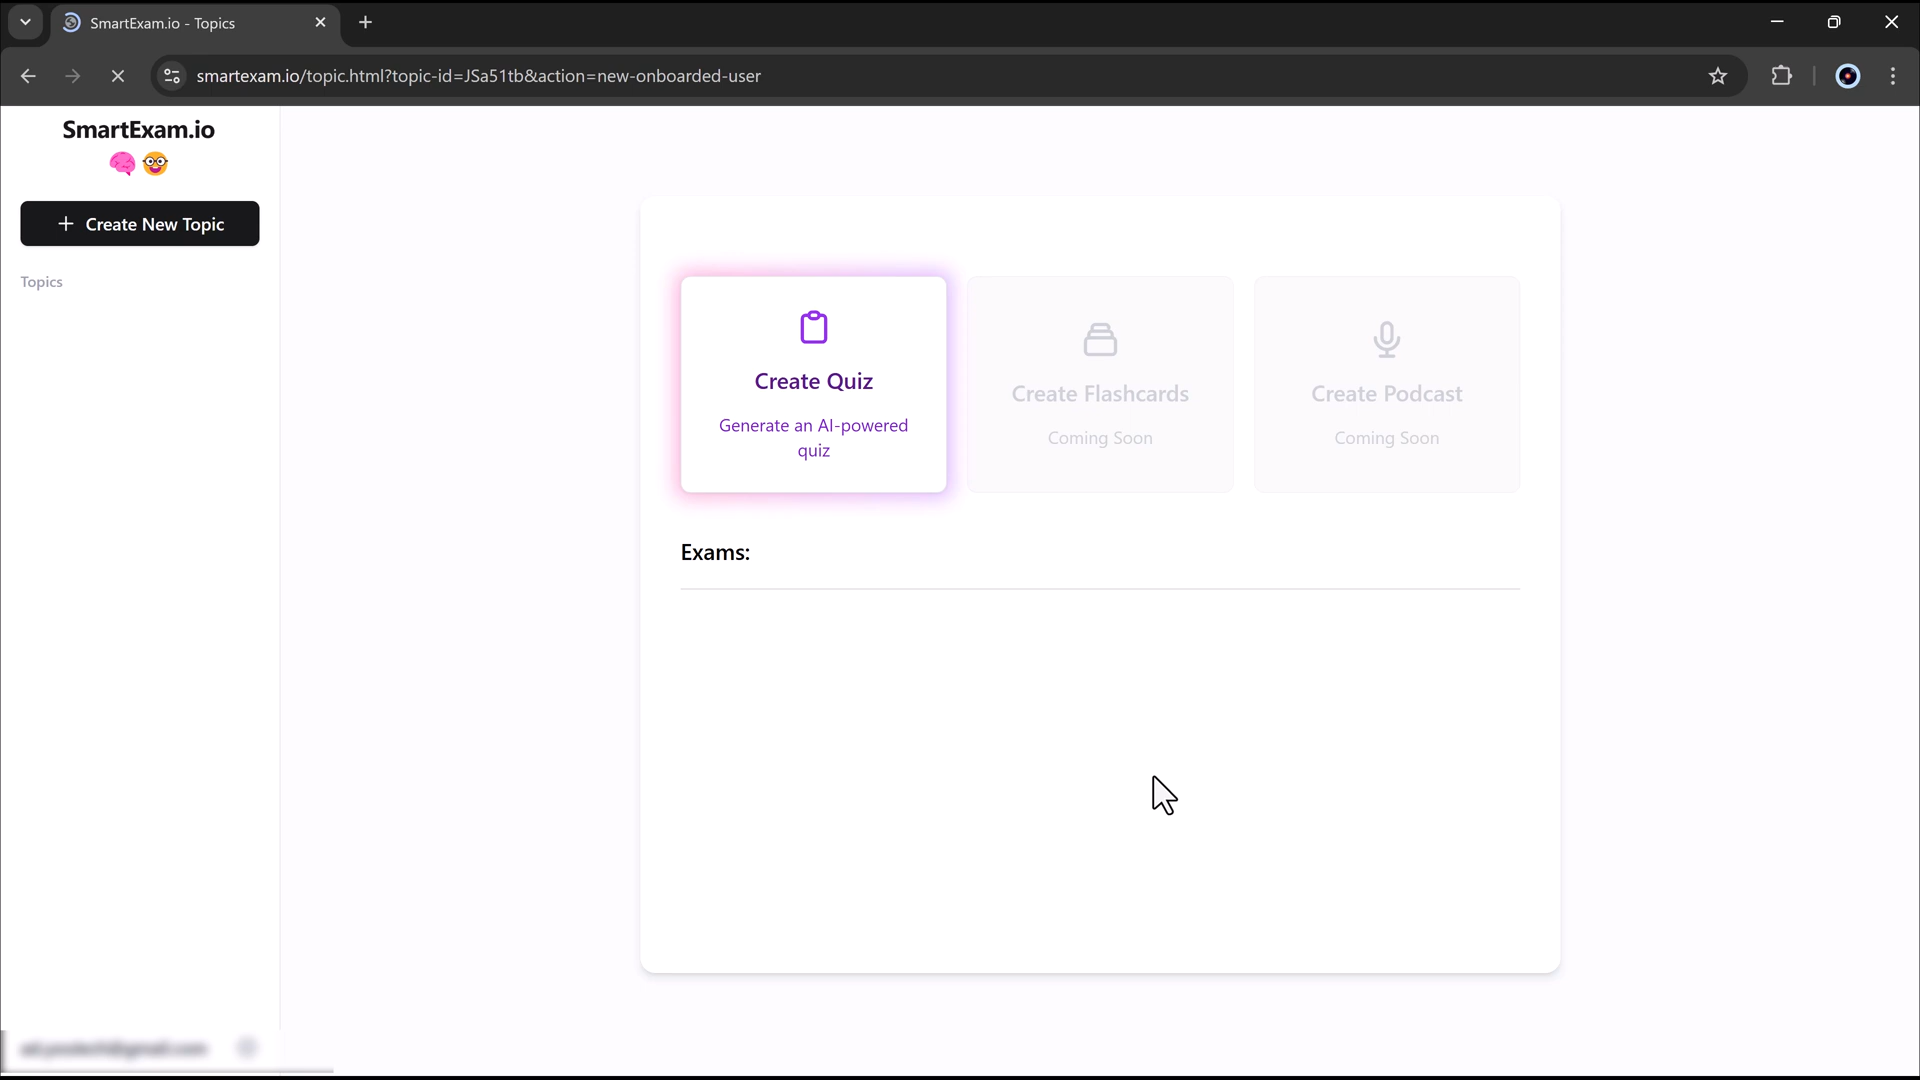 SmartExam.io - Topics
smartexam.io/topic.html?topic-id=JSa51tb&action=new-onboarded-user
SmartExam.io
Create New Topic
Topics
Create Quiz
Generate an AI-powered
quiz
Create Flashcards
Coming Soon
Create Podcast
Coming Soon
Exams: